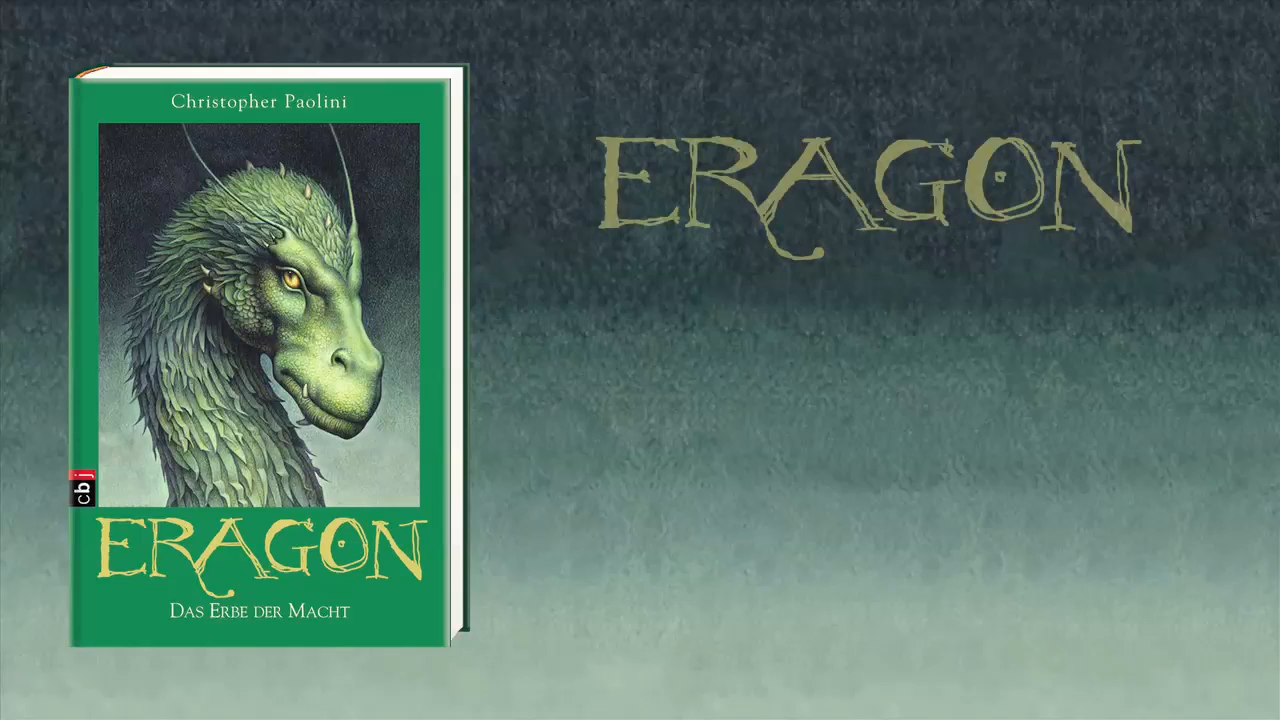 Christopher Paolini
cbj
ERAGON
DAS ERBE DER MACHT
ERAGON